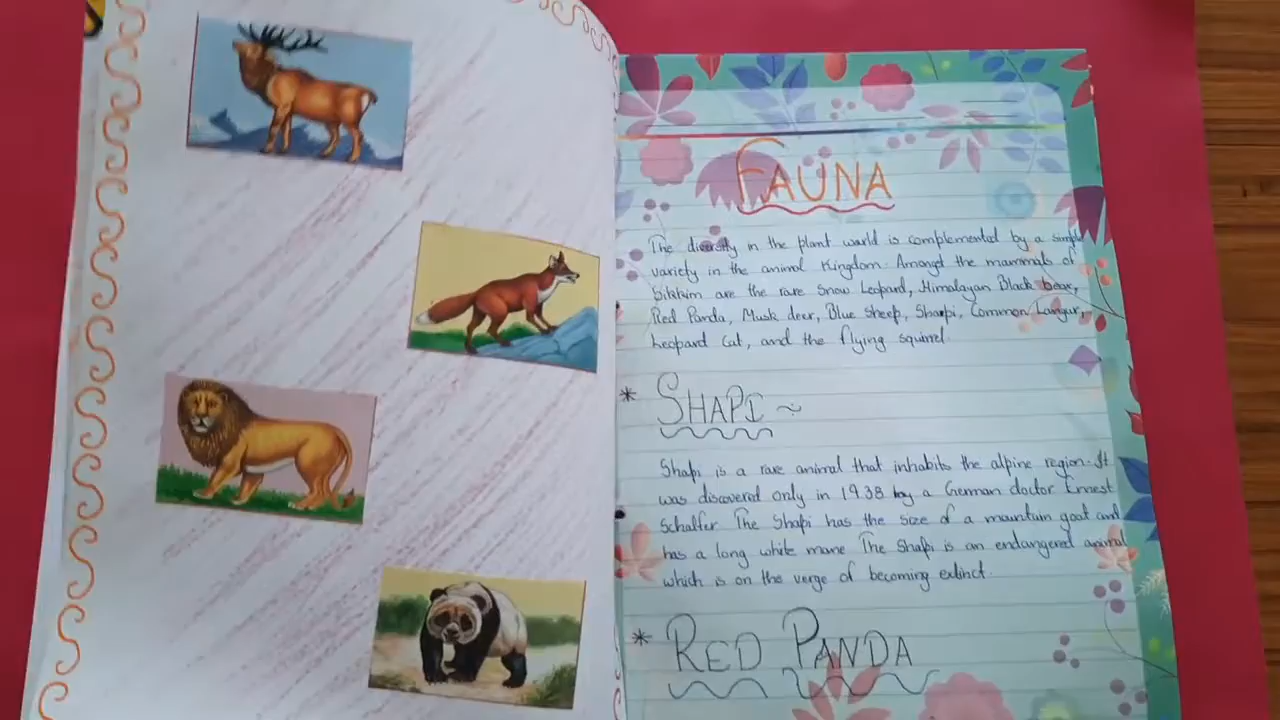 FAUNA
The diversity in the plant world is complemented by a simple
variety in the animal Kingdom. Amongst the mammals of
Sikkim are the rare Snow Leopard, Himalayan Black bear,
Red Panda, Musk deer, Blue Sheep, Shapi, Common Langur,
Leopard Cat, and the flying squirrel.
* SHAPI ~
Shapi is a rare animal that inhabits the alpine region. It
was discovered only in 1938 by a German doctor Ernest
Schalfer The Shapi has the size of a mountain goat and
has a long white mane The Shapi is an endangered animal
which is on the verge of becoming extinct.
* RED PANDA